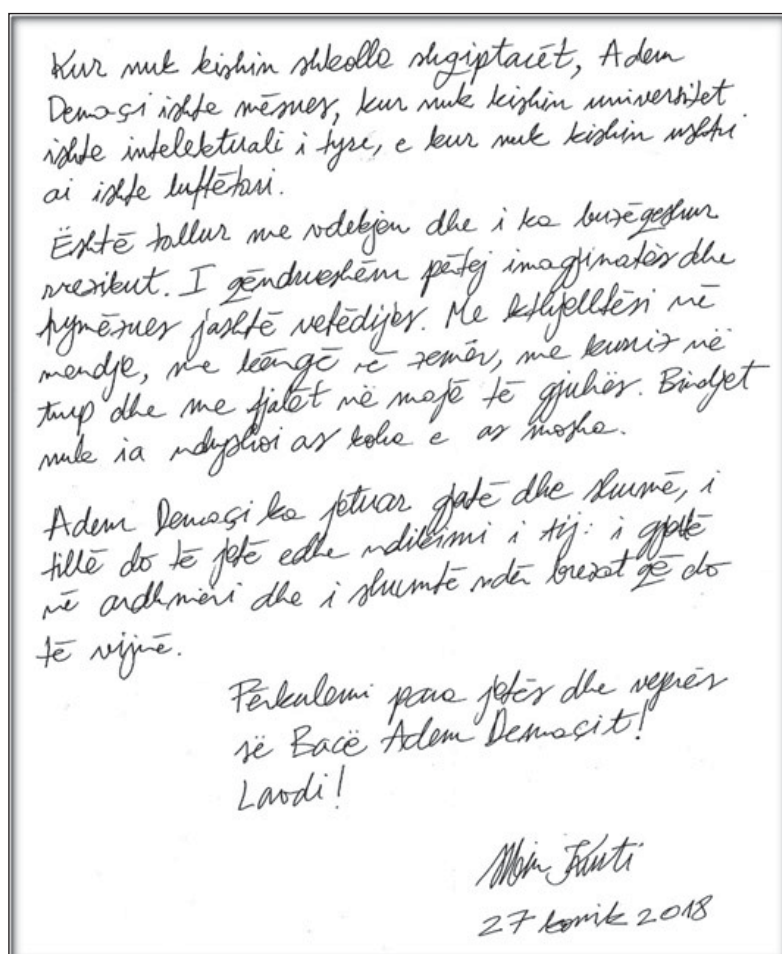 Kur nuk kishin shkolla shqiptarët, Adem
Demaçi ishte mësues, kur nuk kishin universitet
ishte intelektuali i tyre, e kur nuk kishin ushtri
ai ishte luftëtari.
Është tallur me vdekjen dhe i ka buzëqeshur
rrezikut. I qëndrueshëm përtej imagjinatës dhe
frymëzues jashtë vetëdijes. Me kthjelltësi në
mendje, me këngë në zemër, me kurriz në
trup dhe me fjalët në majë të gjuhës. Bindjet
nuk ia ndryshoi as koha e as mosha.
Adem Demaçi ka jetuar gjatë dhe shumë, i
tillë do të jetë edhe ndikimi i tij: i gjatë
në ardhmëri dhe i shumtë ndër brezat që do
të vijnë.
Përkulemi para jetës dhe veprës
së Bacë Adem Demaçit!
Lavdi!
Albin Kurti
27 korrik 2018